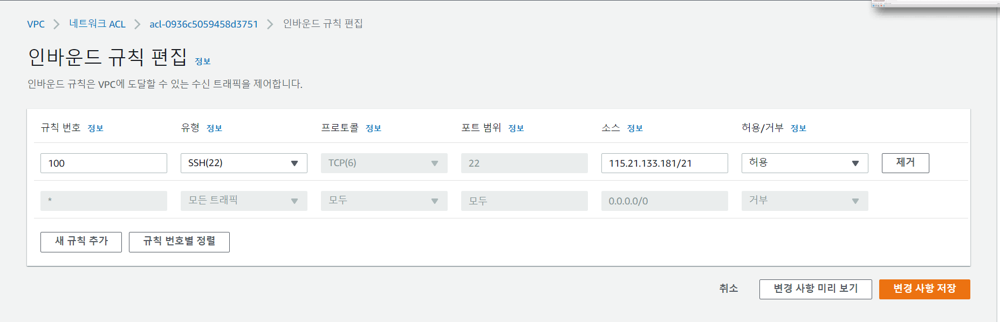 VPC > 네트워크 ACL > acl-0936c5059458d3751 > 인바운드 규칙 편집
인바운드 규칙 편집 정보
인바운드 규칙은 VPC에 도달할 수 있는 수신 트래픽을 제어합니다.
규칙 번호 정보 유형 정보 프로토콜 정보 포트 범위 정보 소스 정보 허용/거부 정보
100 SSH(22) TCP(6) 22 115.21.133.181/21 허용 제거
* 모든 트래픽 모두 모두 0.0.0.0/0 거부
새 규칙 추가 규칙 번호별 정렬
취소 변경 사항 미리 보기 변경 사항 저장